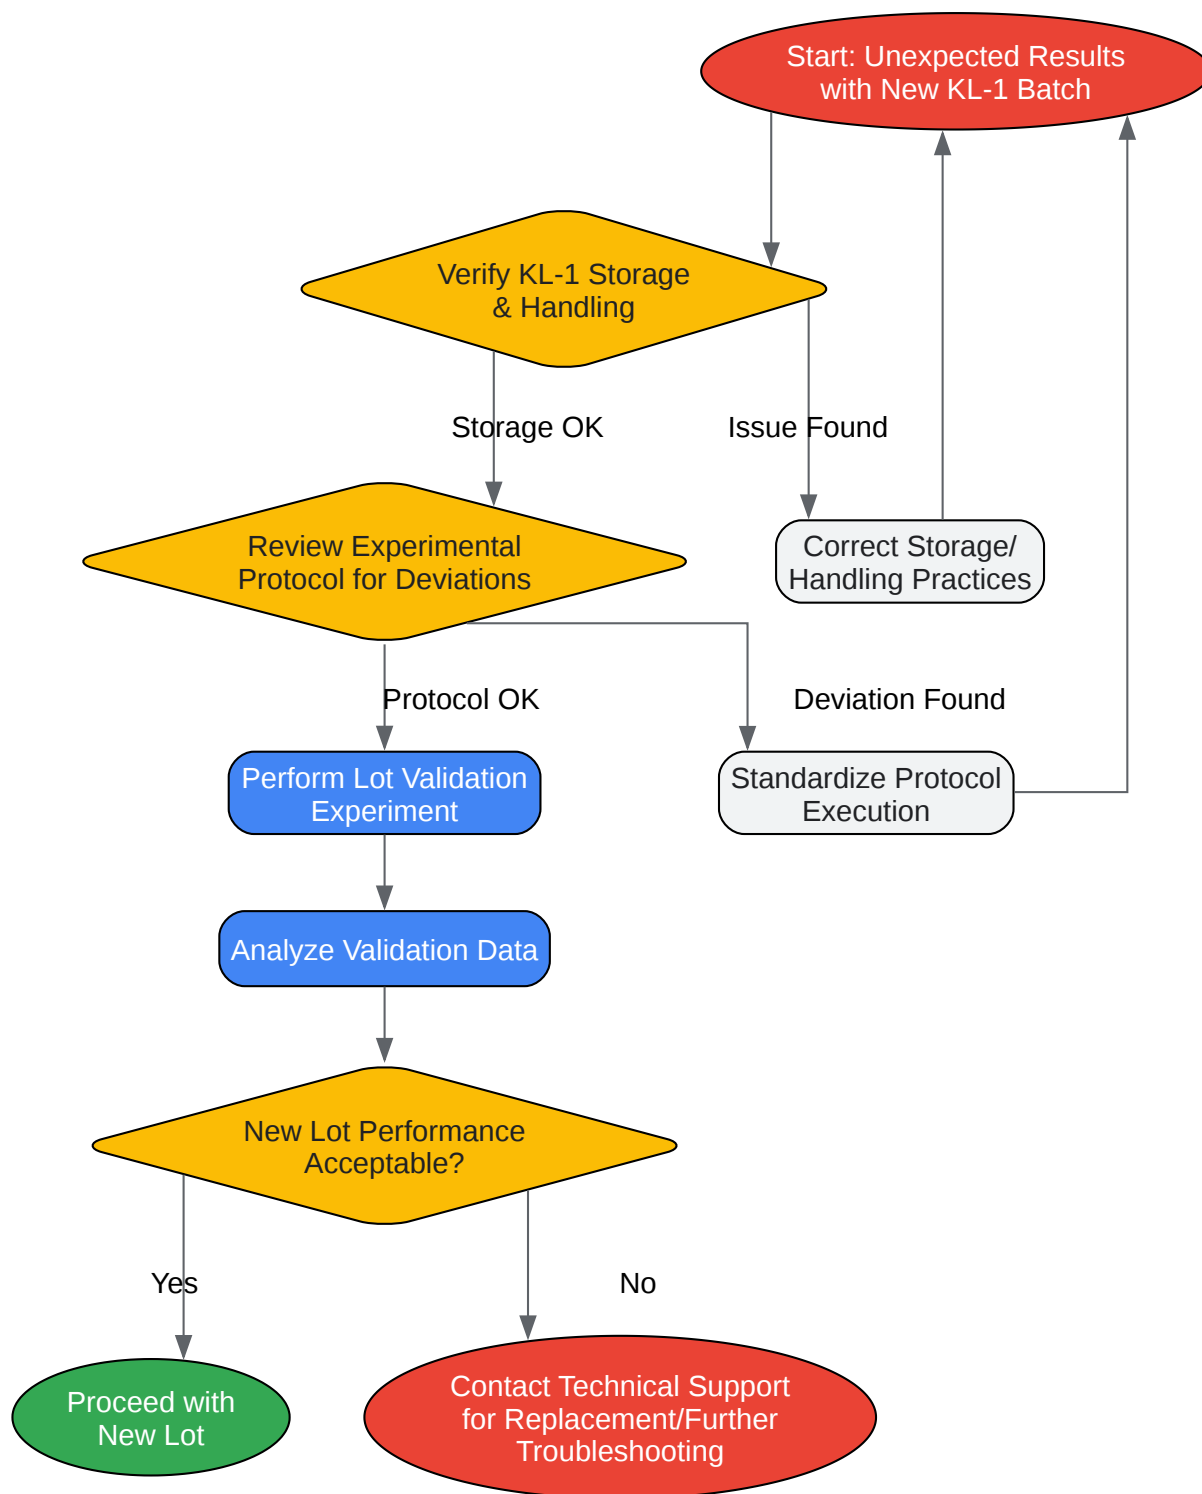 Start: Unexpected Results
with New KL-1 Batch
Verify KL-1 Storage
& Handling
Storage OK
Issue Found
Review Experimental
Protocol for Deviations
Correct Storage/
Handling Practices
Protocol OK
Deviation Found
Perform Lot Validation
Experiment
Standardize Protocol
Execution
Analyze Validation Data
New Lot Performance
Acceptable?
Yes
No
Proceed with
New Lot
Contact Technical Support
for Replacement/Further
Troubleshooting